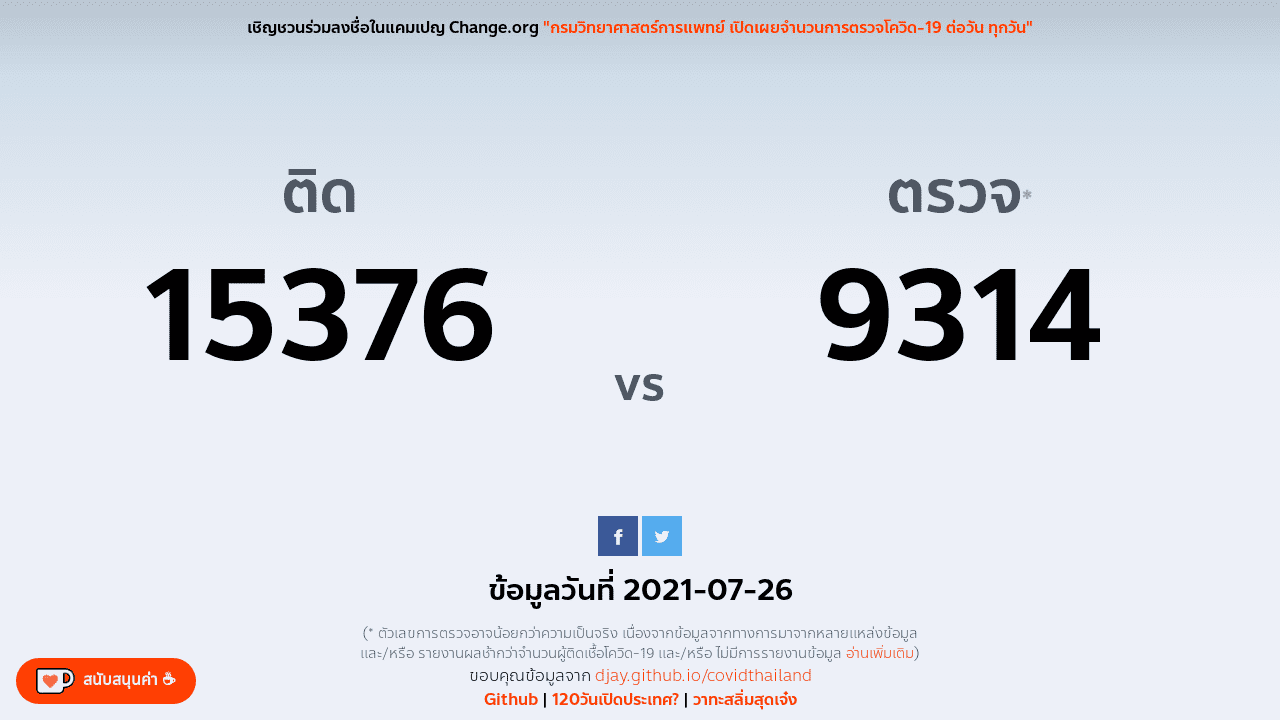 เชิญชวนร่วมลงชื่อในแคมเปญ Change.org "กรมวิทยาศาสตร์การแพทย์ เปิดเผยจำนวนการตรวจโควิด-19 ต่อวัน ทุกวัน"
ติด
15376
vs
ตรวจ*
9314
ข้อมูลวันที่ 2021-07-26
(* ตัวเลขการตรวจอาจน้อยกว่าความเป็นจริง เนื่องจากข้อมูลจากทางการมาจากหลายแหล่งข้อมูล
และ/หรือ รายงานผลช้ากว่าจำนวนผู้ติดเชื้อโควิด-19 และ/หรือ ไม่มีการรายงานข้อมูล อ่านเพิ่มเติม)
ขอบคุณข้อมูลจาก djay.github.io/covidthailand
Github | 120วันเปิดประเทศ? | วาทะสลิ่มสุดเจ๋ง
สนับสนุนค่า ☕